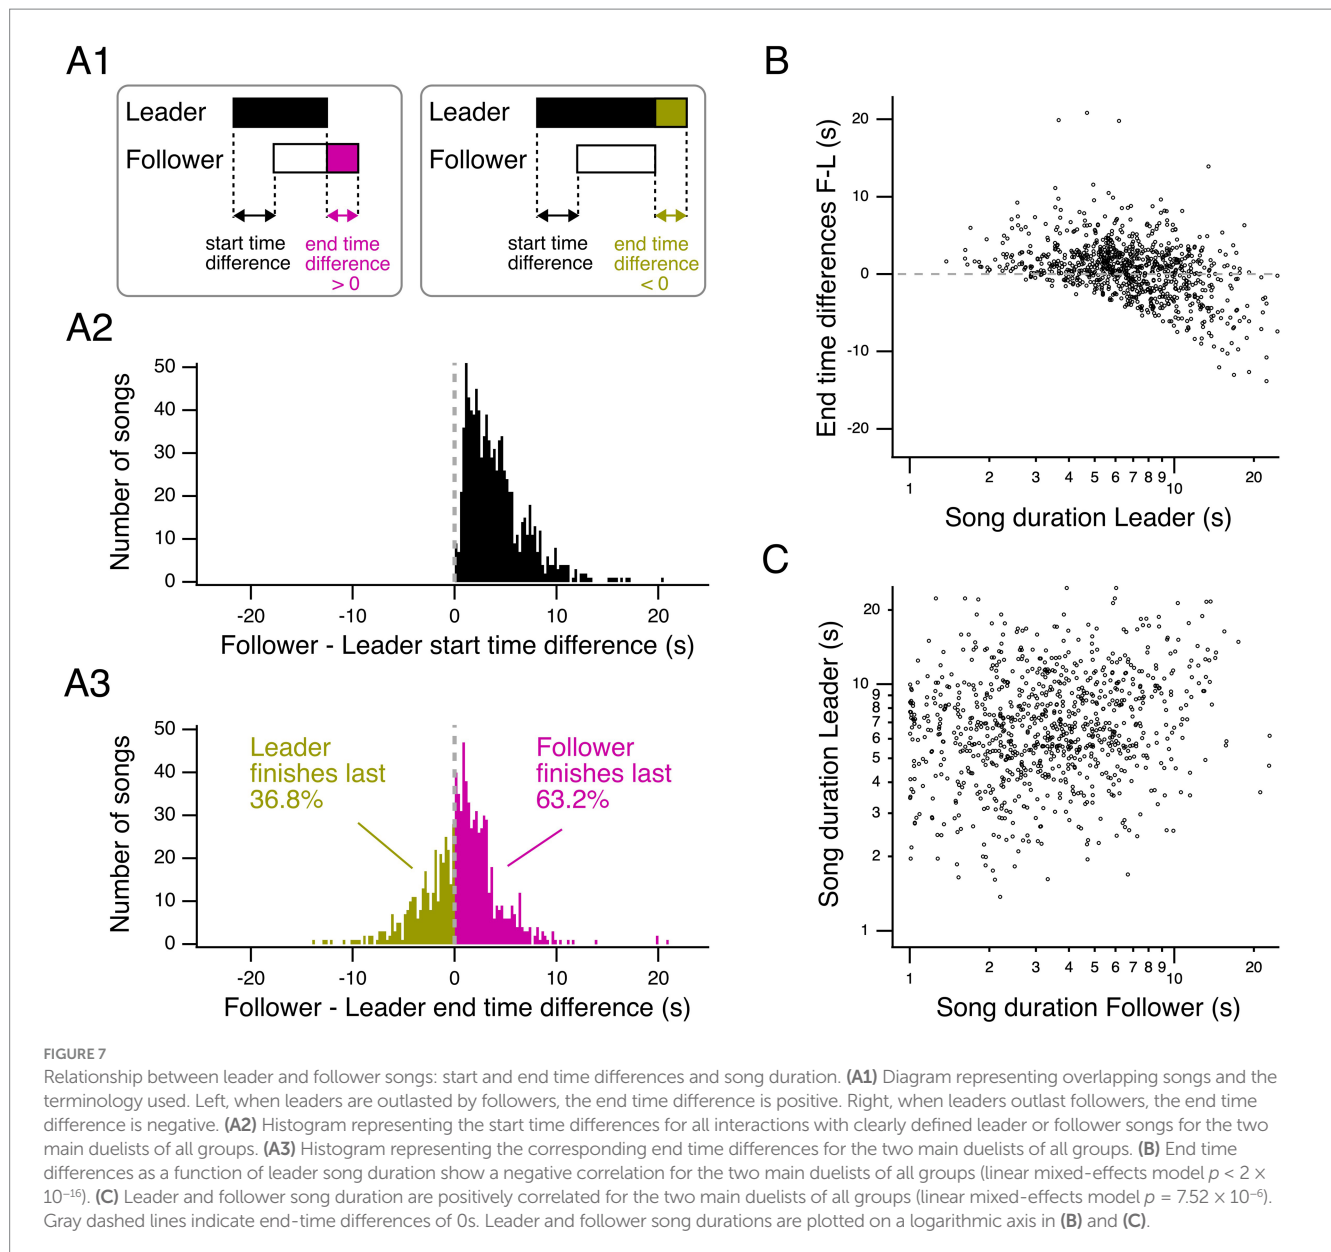 A1
Leader
Follower
start time
difference
end time
difference
> 0
Leader
Follower
start time
difference
end time
difference
< 0
A2
Number of songs
50
40
30
20
10
0
-20
-10
0
10
20
Follower - Leader start time difference (s)
A3
Number of songs
50
40
30
20
10
0
Leader
finishes last
36.8%
Follower
finishes last
63.2%
-20
-10
0
10
20
Follower - Leader end time difference (s)
B
End time differences F-L (s)
20
10
0
-10
-20
1
2
3
4
5
6
7
8
9
10
20
Song duration Leader (s)
C
Song duration Leader (s)
20
10
9
8
7
6
5
4
3
2
1
1
2
3
4
5
6
7
8
9
10
20
Song duration Follower (s)
FIGURE 7
Relationship between leader and follower songs: start and end time differences and song duration. (A1) Diagram representing overlapping songs and the
terminology used. Left, when leaders are outlasted by followers, the end time difference is positive. Right, when leaders outlast followers, the end time
difference is negative. (A2) Histogram representing the start time differences for all interactions with clearly defined leader or follower songs for the two
main duelists of all groups. (A3) Histogram representing the corresponding end time differences for the two main duelists of all groups. (B) End time
differences as a function of leader song duration show a negative correlation for the two main duelists of all groups (linear mixed-effects model p < 2 ×
10⁻¹⁶). (C) Leader and follower song duration are positively correlated for the two main duelists of all groups (linear mixed-effects model p = 7.52 × 10⁻⁶).
Gray dashed lines indicate end-time differences of 0s. Leader and follower song durations are plotted on a logarithmic axis in (B) and (C).